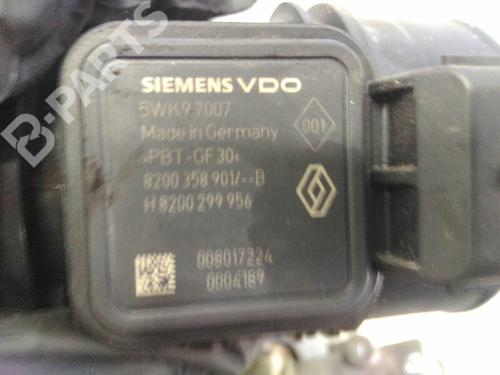 B-PARTS
SIEMENS VDO
5WK9 7007
Made in Germany
>PBT-GF30<
001
8200 358 901/--B
H 8200 299 956
008017224
0004189